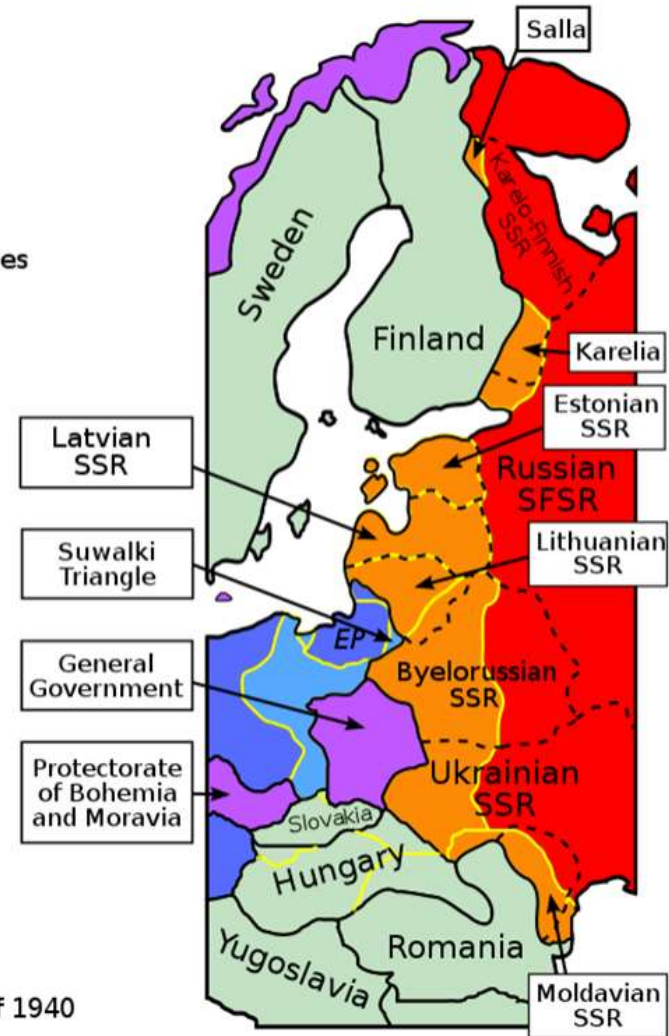 Salla
Karelo-Finnish
SSR
es
Sweden
Finland
Karelia
Estonian
SSR
Latvian
SSR
Russian
SFSR
Lithuanian
SSR
Suwalki
Triangle
EP
General
Government
Byelorussian
SSR
Protectorate
of Bohemia
and Moravia
Ukrainian
SSR
Slovakia
Hungary
Yugoslavia
Romania
Moldavian
SSR
f 1940